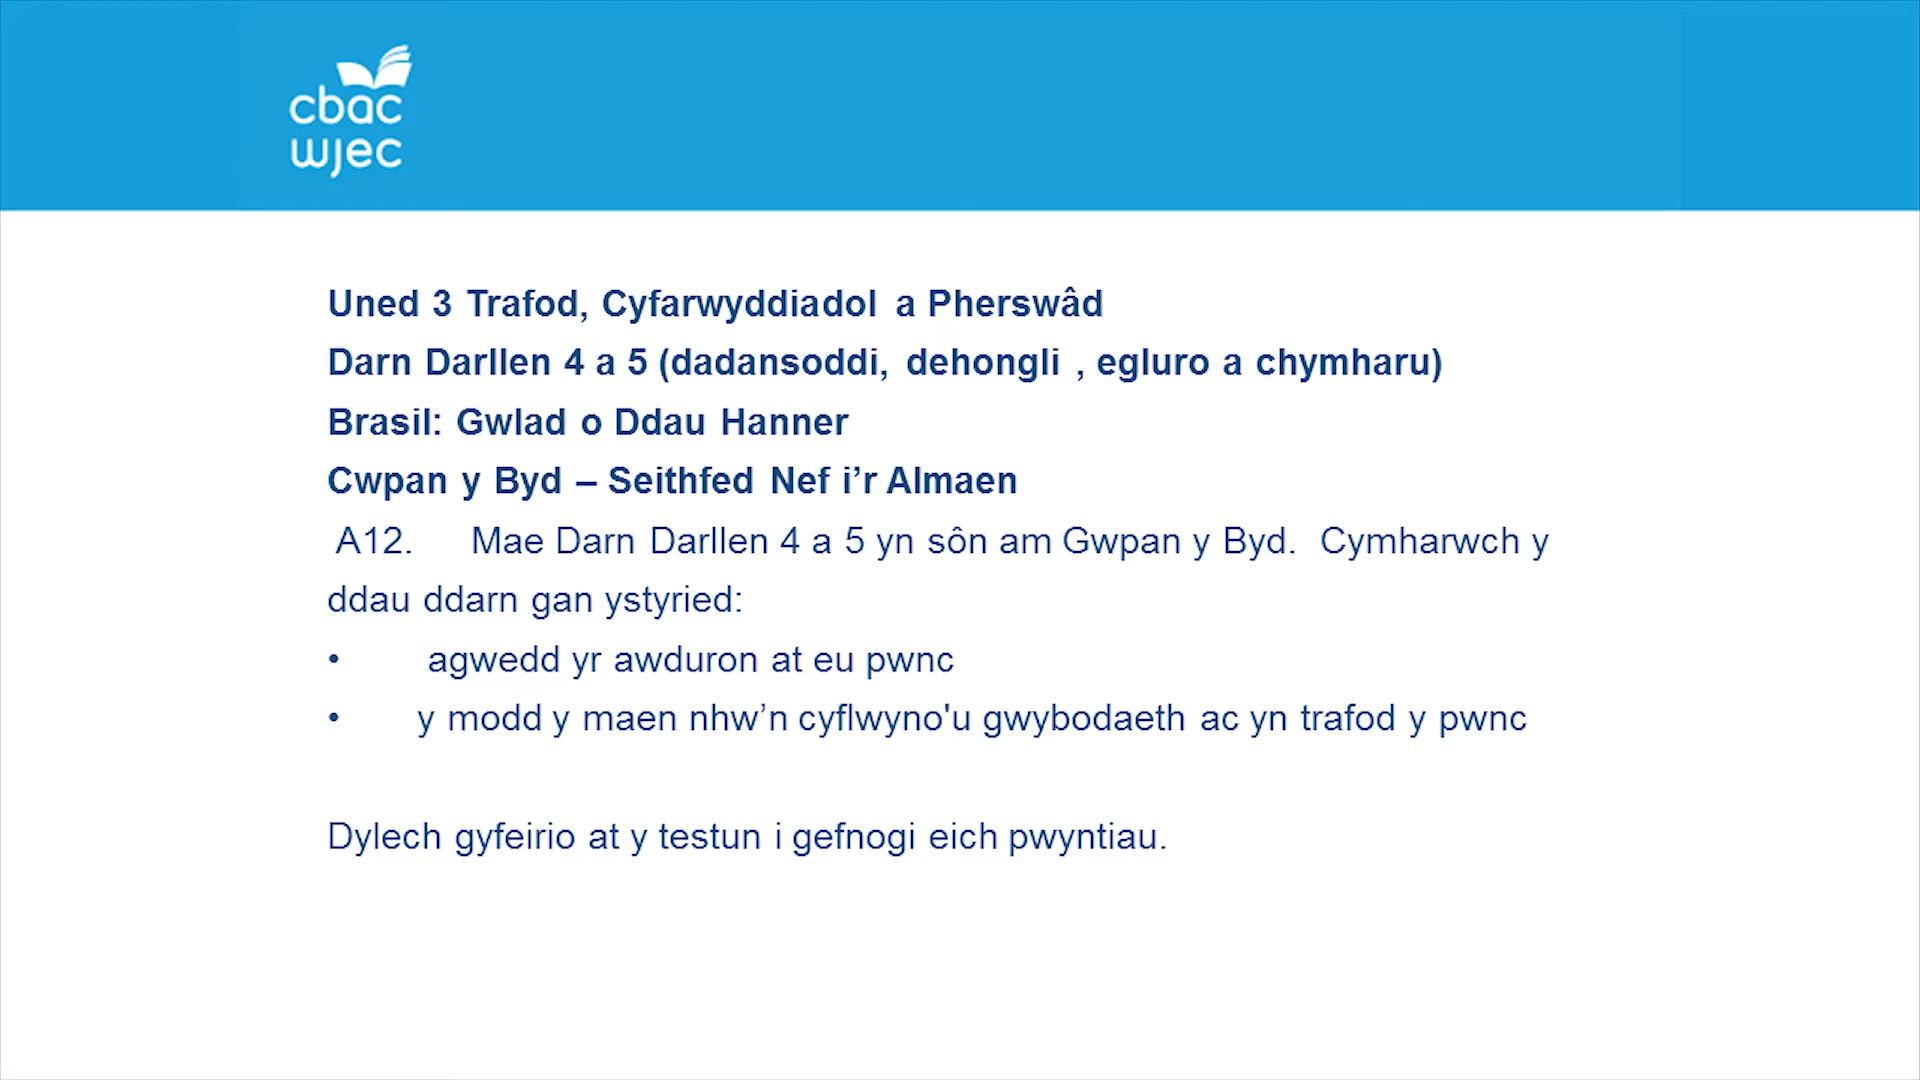 cbac
wjec
Uned 3 Trafod, Cyfarwyddiadol a Pherswâd
Darn Darllen 4 a 5 (dadansoddi, dehongli , egluro a chymharu)
Brasil: Gwlad o Ddau Hanner
Cwpan y Byd – Seithfed Nef i’r Almaen
A12. Mae Darn Darllen 4 a 5 yn sôn am Gwpan y Byd. Cymharwch y
ddau ddarn gan ystyried:
• agwedd yr awduron at eu pwnc
• y modd y maen nhw’n cyflwyno'u gwybodaeth ac yn trafod y pwnc
Dylech gyfeirio at y testun i gefnogi eich pwyntiau.